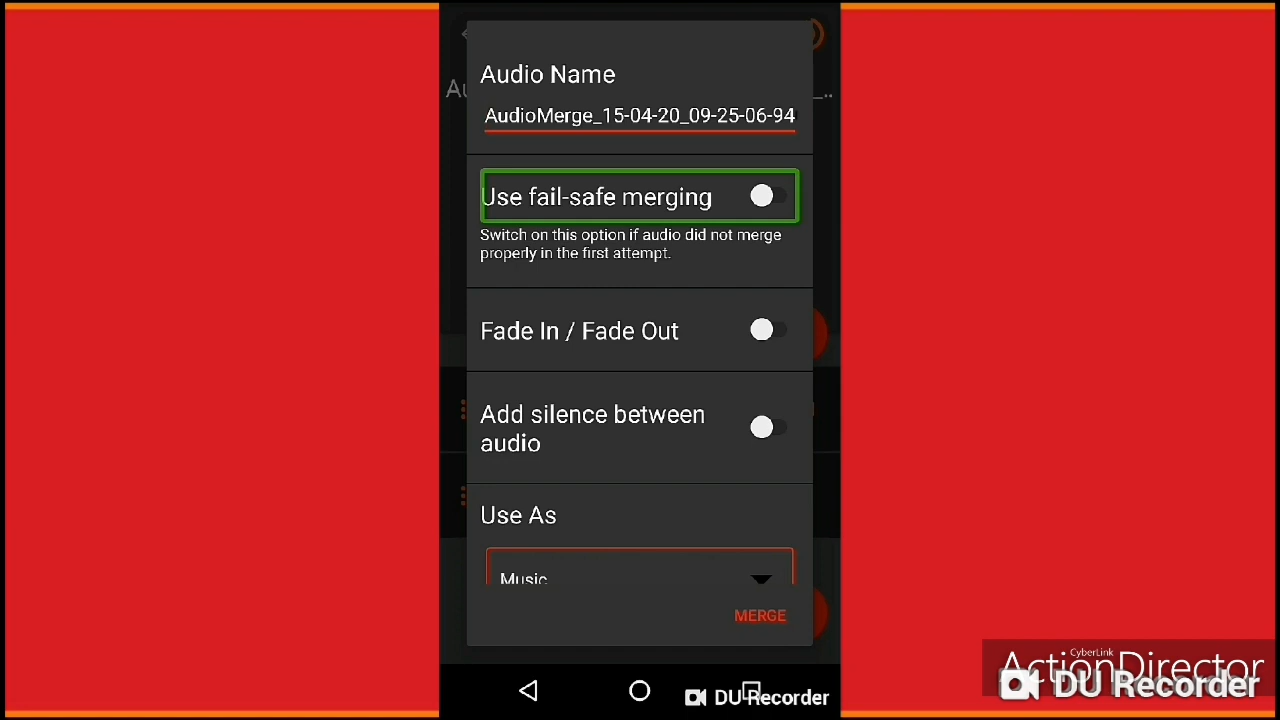 Au
_..
Audio Name
AudioMerge_15-04-20_09-25-06-94
Use fail-safe merging
Switch on this option if audio did not merge
properly in the first attempt.
Fade In / Fade Out
Add silence between
audio
Use As
Music
MERGE
DU Recorder
CyberLink
ActionDirector
DU Recorder